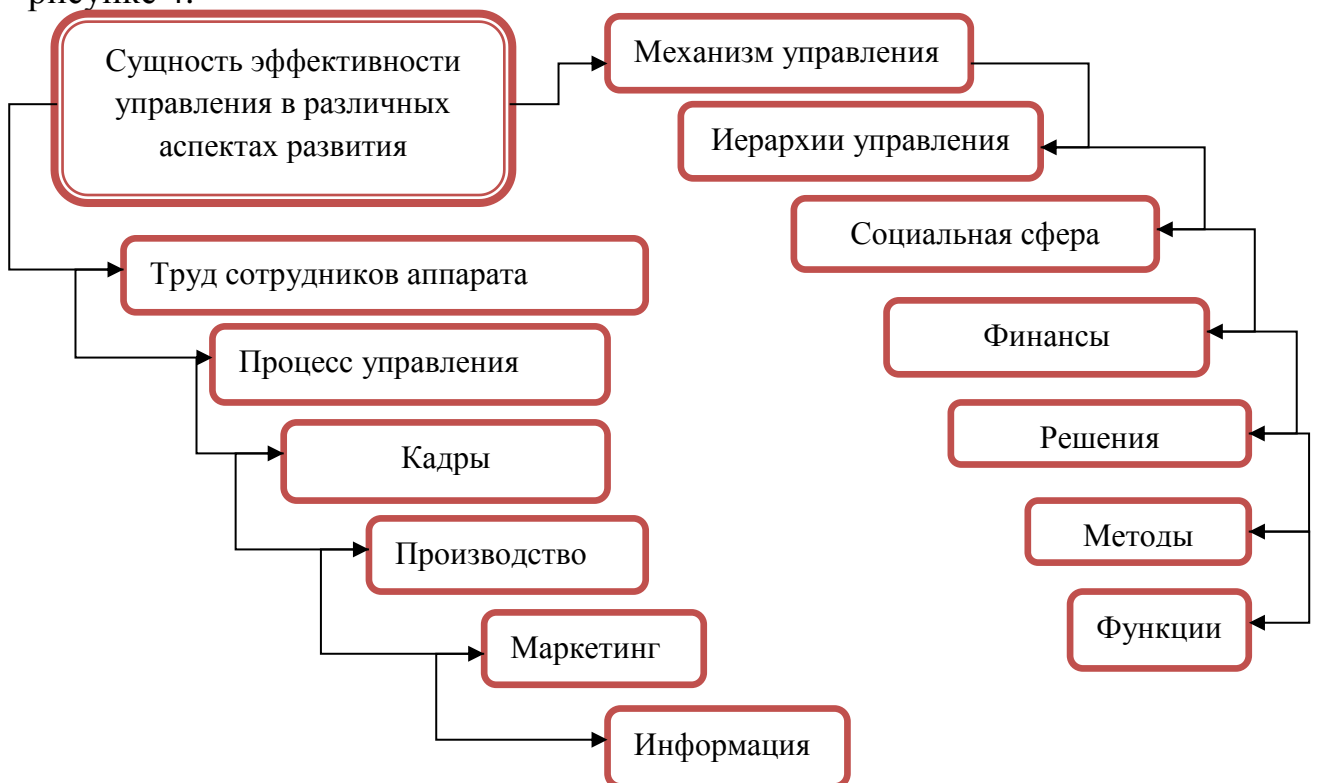 рисунке 4.
Сущность эффективности
управления в различных
аспектах развития
Механизм управления
Иерархии управления
Социальная сфера
Финансы
Решения
Методы
Функции
Труд сотрудников аппарата
Процесс управления
Кадры
Производство
Маркетинг
Информация